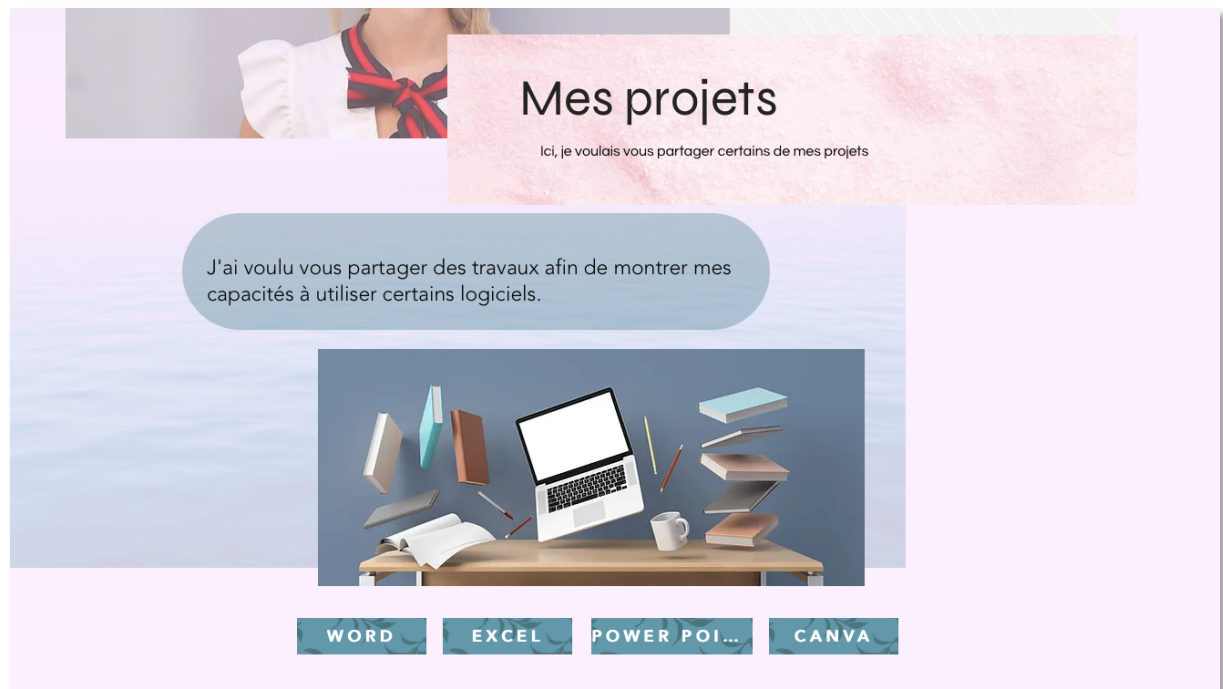 Mes projets
Ici, je voulais vous partager certains de mes projets
J'ai voulu vous partager des travaux afin de montrer mes
capacités à utiliser certains logiciels.
WORD
EXCEL
POWER POI...
CANVA